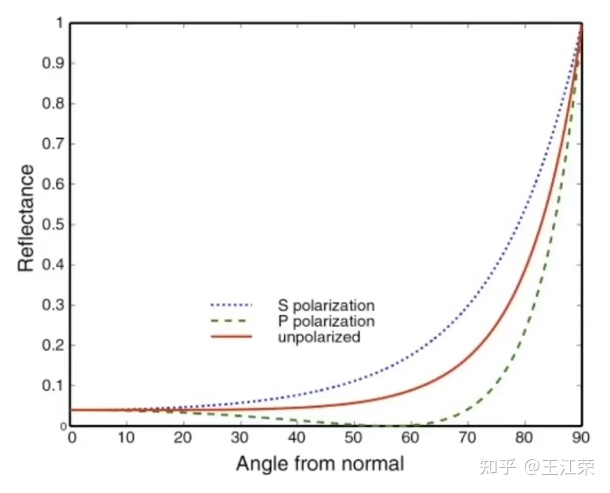 1
0.9
0.8
0.7
0.6
0.5
0.4
0.3
0.2
0.1
0
Reflectance
S polarization
P polarization
unpolarized
0 10 20 30 40 50 60 70 80 90
Angle from normal
知乎 @王江荣